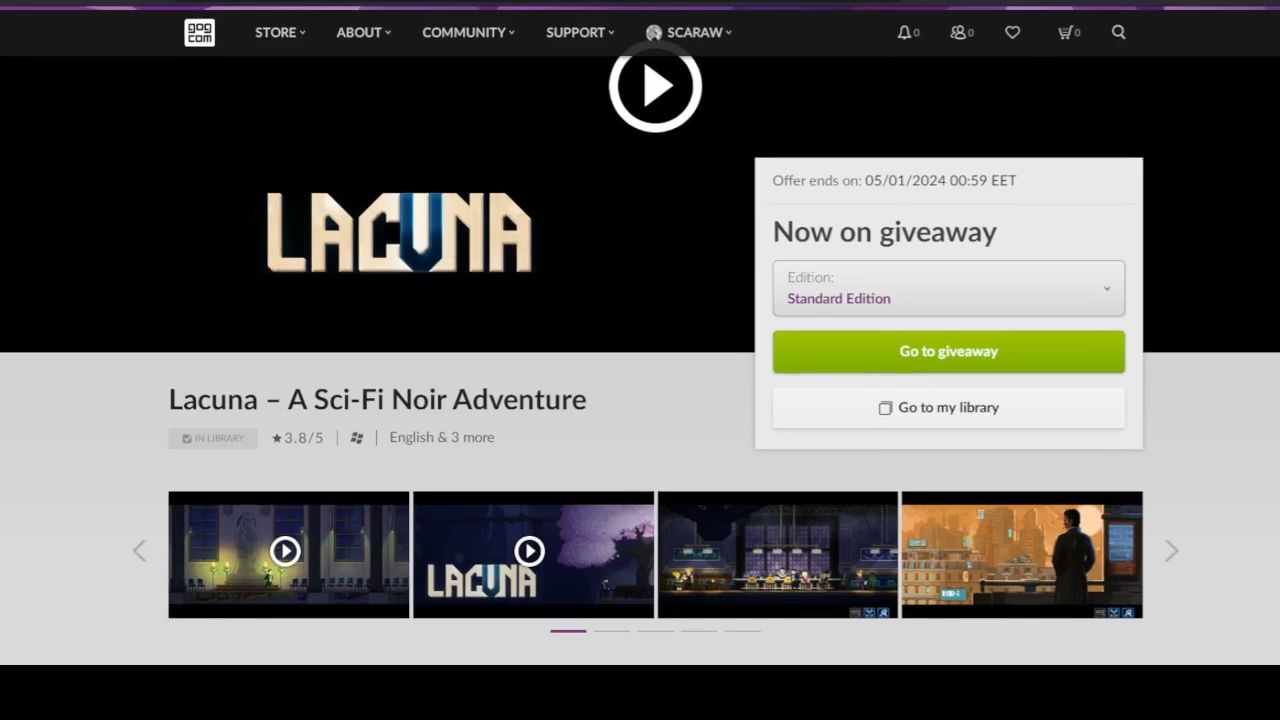 gog
com
STORE
ABOUT
COMMUNITY
SUPPORT
SCARAW
0
0
0
Offer ends on: 05/01/2024 00:59 EET
LACUNA
Now on giveaway
Edition:
Standard Edition
Go to giveaway
Go to my library
Lacuna – A Sci-Fi Noir Adventure
IN LIBRARY
3.8/5
English & 3 more
LACUNA